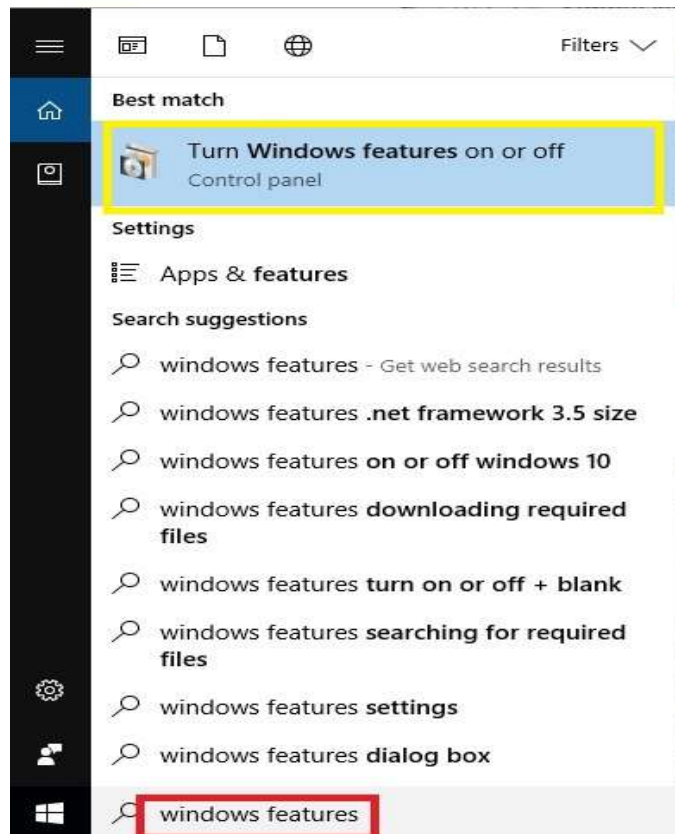 Filters
Best match
Turn Windows features on or off
Control panel
Settings
Apps & features
Search suggestions
windows features - Get web search results
windows features .net framework 3.5 size
windows features on or off windows 10
windows features downloading required
files
windows features turn on or off + blank
windows features searching for required
files
windows features settings
windows features dialog box
windows features